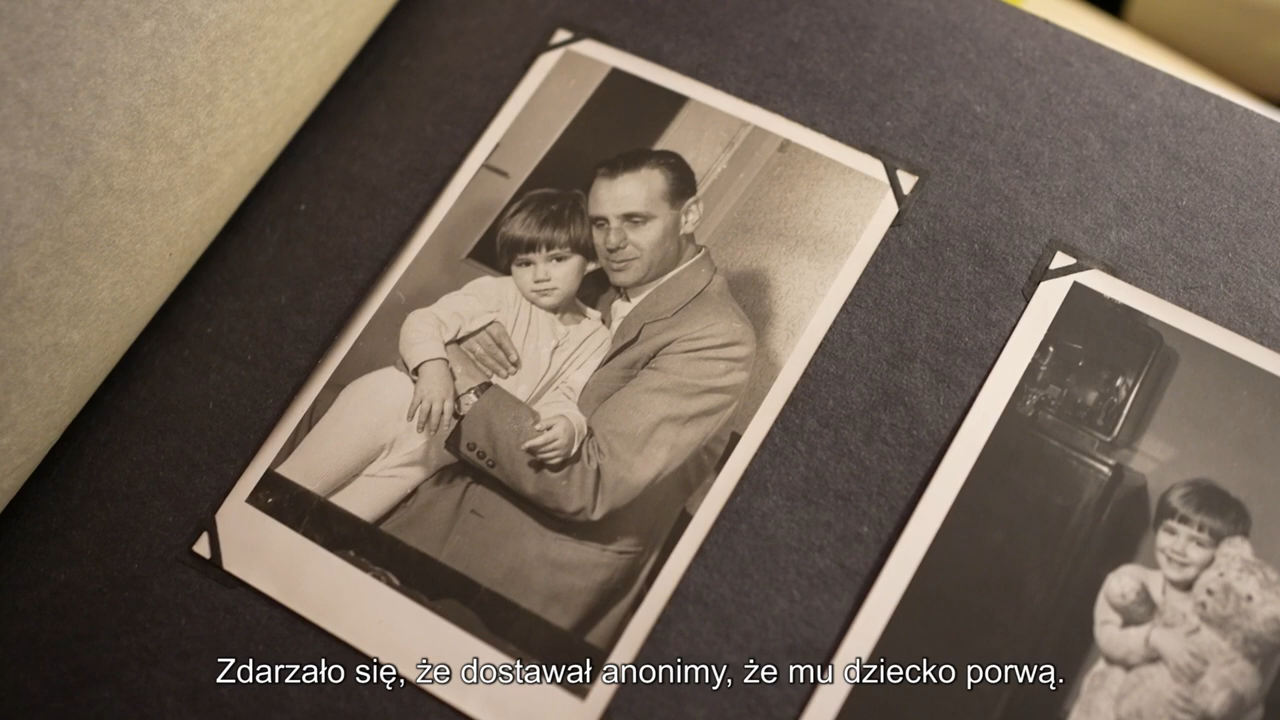 Zdarzało się, że dostawał anonimy, że mu dziecko porwą.